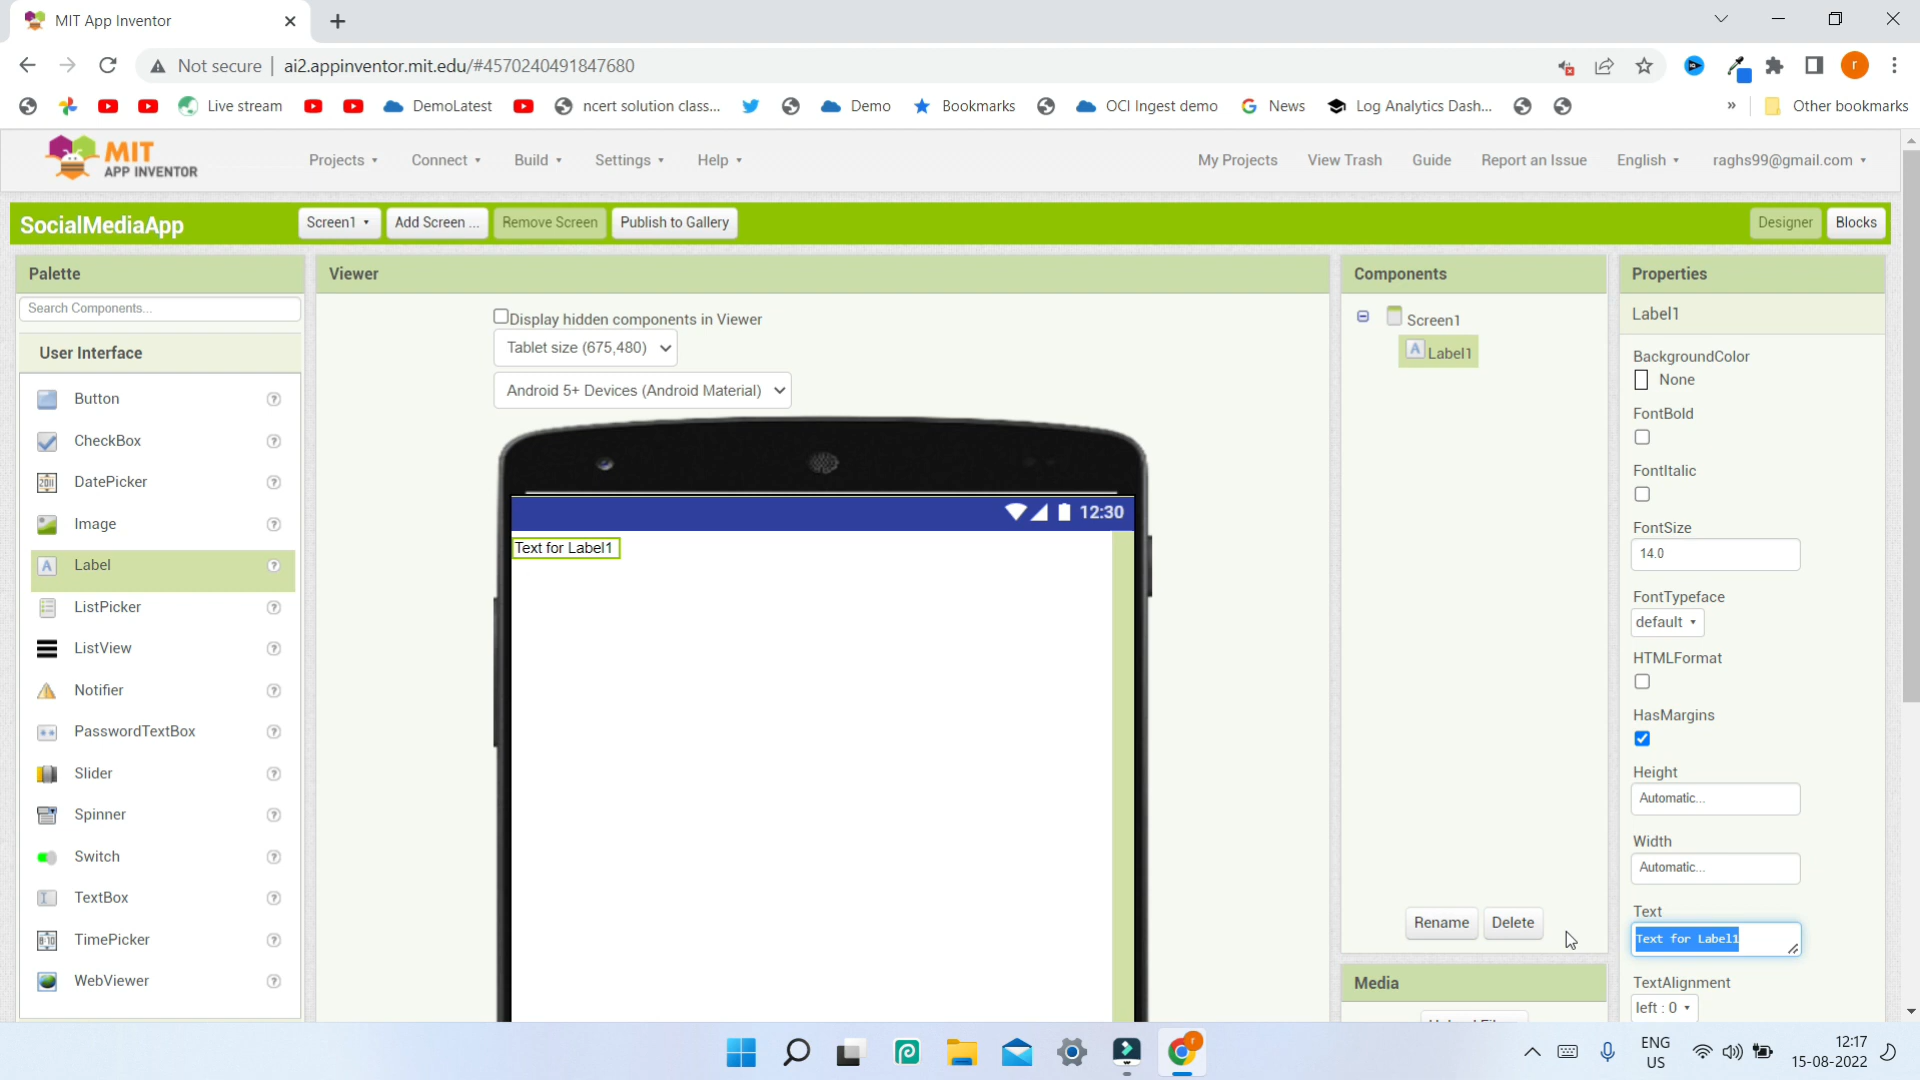 MIT App Inventor
Not secure
ai2.appinventor.mit.edu/#4570240491847680
r
Live stream
DemoLatest
ncert solution class...
Demo
Bookmarks
OCI Ingest demo
News
Log Analytics Dash...
»
Other bookmarks
MIT
APP INVENTOR
Projects
Connect
Build
Settings
Help
My Projects
View Trash
Guide
Report an Issue
English
raghs99@gmail.com
SocialMediaApp
Screen1
Add Screen ...
Remove Screen
Publish to Gallery
Designer
Blocks
Palette
Search Components...
User Interface
Button
CheckBox
DatePicker
Image
Label
ListPicker
ListView
Notifier
PasswordTextBox
Slider
Spinner
Switch
TextBox
TimePicker
WebViewer
Viewer
Display hidden components in Viewer
Tablet size (675,480)
Android 5+ Devices (Android Material)
12:30
Text for Label1
Components
Screen1
A Label1
Rename
Delete
Media
Properties
Label1
BackgroundColor
None
FontBold
FontItalic
FontSize
14.0
FontTypeface
default
HTMLFormat
HasMargins
Height
Automatic...
Width
Automatic...
Text
Text for Label1
TextAlignment
left : 0
ENG
US
12:17
15-08-2022